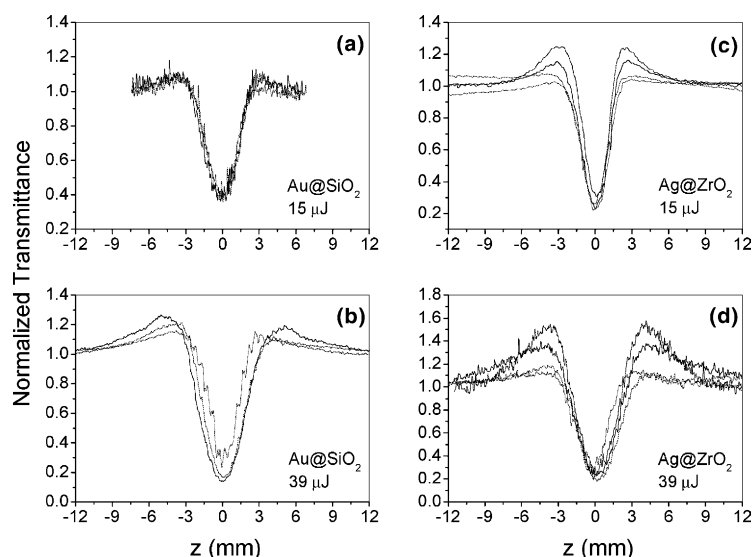 Normalized Transmittance
1.4
1.2
1.0
0.8
0.6
0.4
0.2
(a)
Au@SiO₂
15 µJ
-12 -9 -6 -3 0 3 6 9 12
1.4
1.2
1.0
0.8
0.6
0.4
0.2
(c)
Ag@ZrO₂
15 µJ
-12 -9 -6 -3 0 3 6 9 12
1.4
1.2
1.0
0.8
0.6
0.4
0.2
0.0
(b)
Au@SiO₂
39 µJ
-12 -9 -6 -3 0 3 6 9 12
z (mm)
1.8
1.6
1.4
1.2
1.0
0.8
0.6
0.4
0.2
0.0
(d)
Ag@ZrO₂
39 µJ
-12 -9 -6 -3 0 3 6 9 12
z (mm)